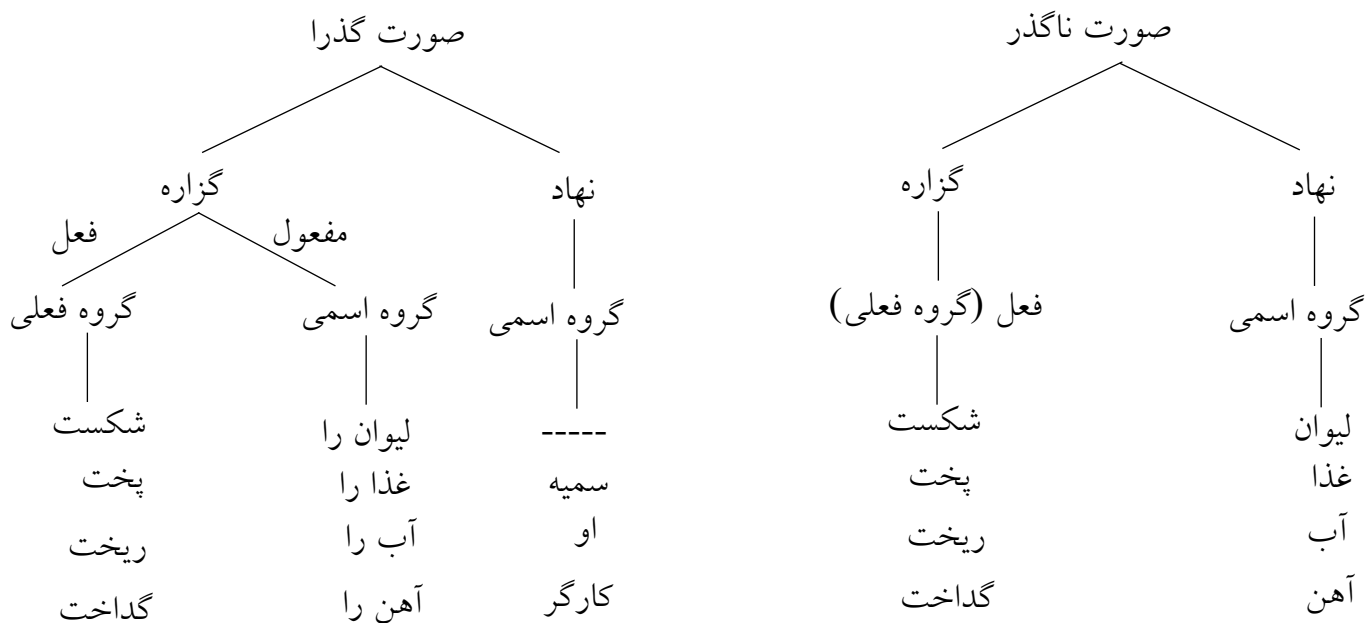 صورت ناگذر
صورت گذرا
نهاد
گزاره
نهاد
گزاره
مفعول
فعل
گروه اسمی
فعل (گروه فعلی)
گروه اسمی
گروه اسمی
گروه فعلی
لیوان
شکست
-----
لیوان را
شکست
غذا
پخت
سمیه
غذا را
پخت
آب
ریخت
او
آب را
ریخت
آهن
گداخت
کارگر
آهن را
گداخت